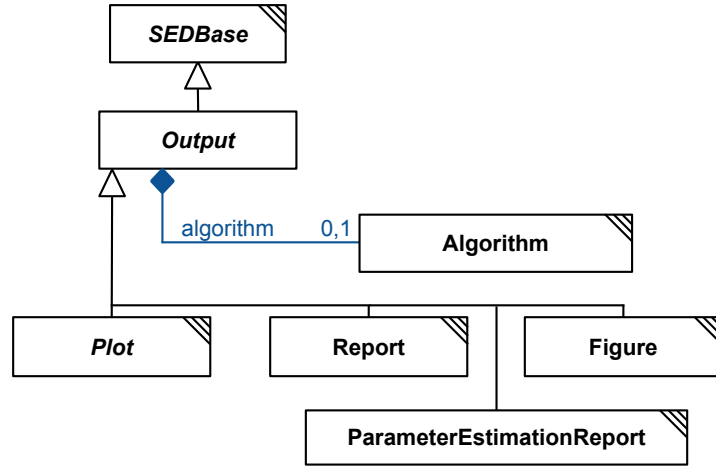 SEDBase
Output
algorithm 0,1
Algorithm
Plot Report Figure
ParameterEstimationReport